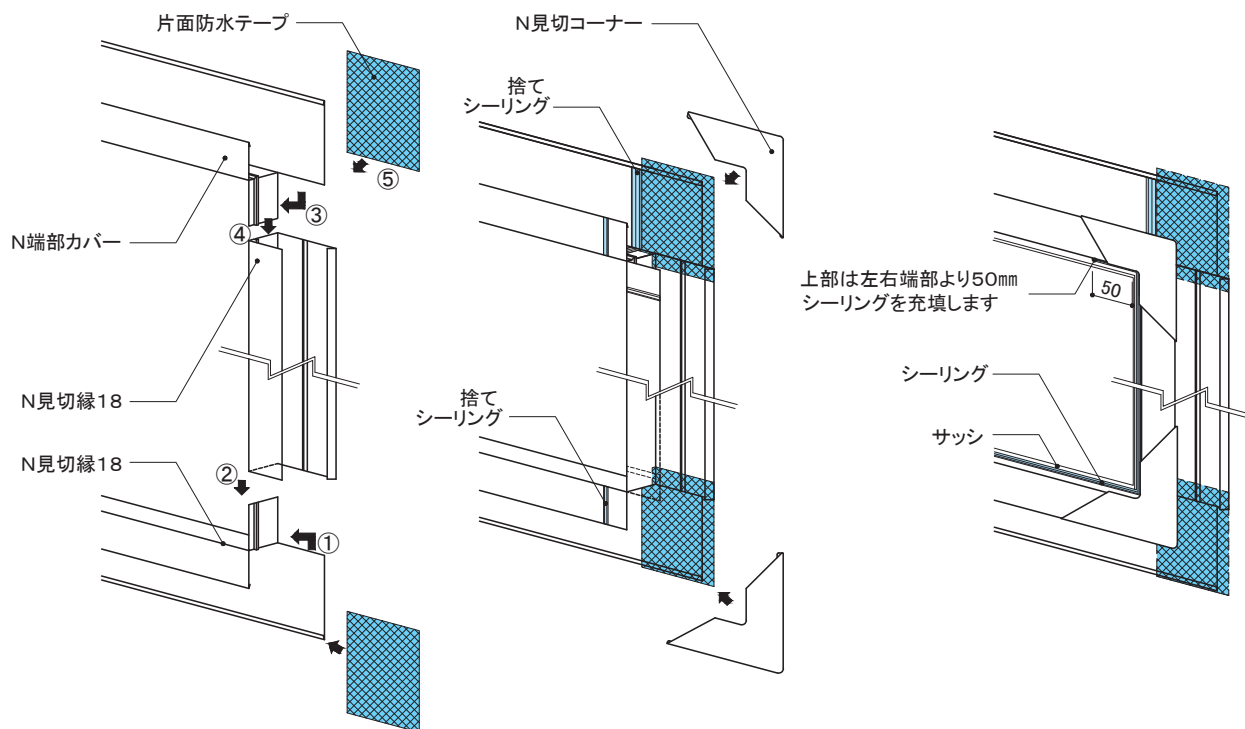 片面防水テープ
③
⑤
④
N端部カバー
N見切縁18
N見切縁18
②
①
N見切コーナー
捨て
シーリング
捨て
シーリング
上部は左右端部より50㎜
シーリングを充填します
50
シーリング
サッシ